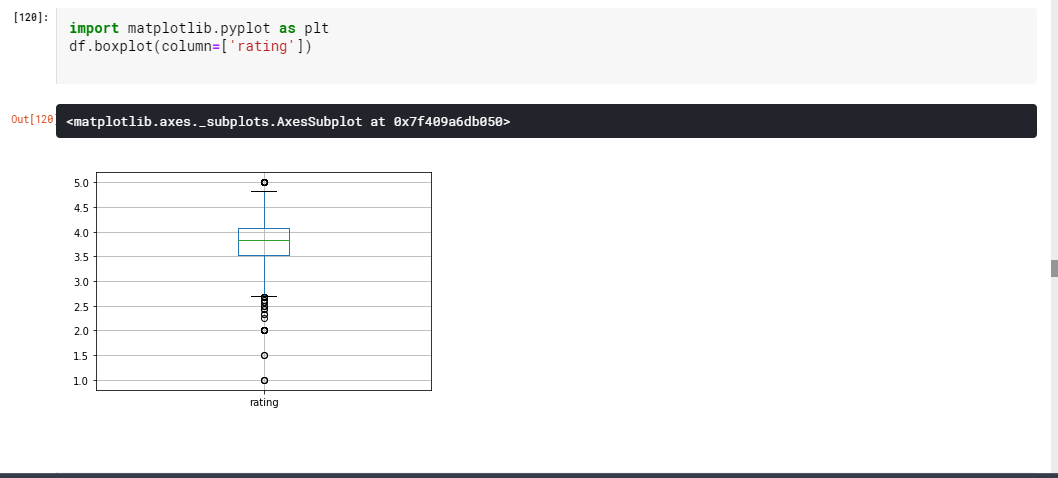 [120]:
import matplotlib.pyplot as plt
df.boxplot(column=['rating'])
Out[120
<matplotlib.axes._subplots.AxesSubplot at 0x7f409a6db050>
5.0
4.5
4.0
3.5
3.0
2.5
2.0
1.5
1.0
rating